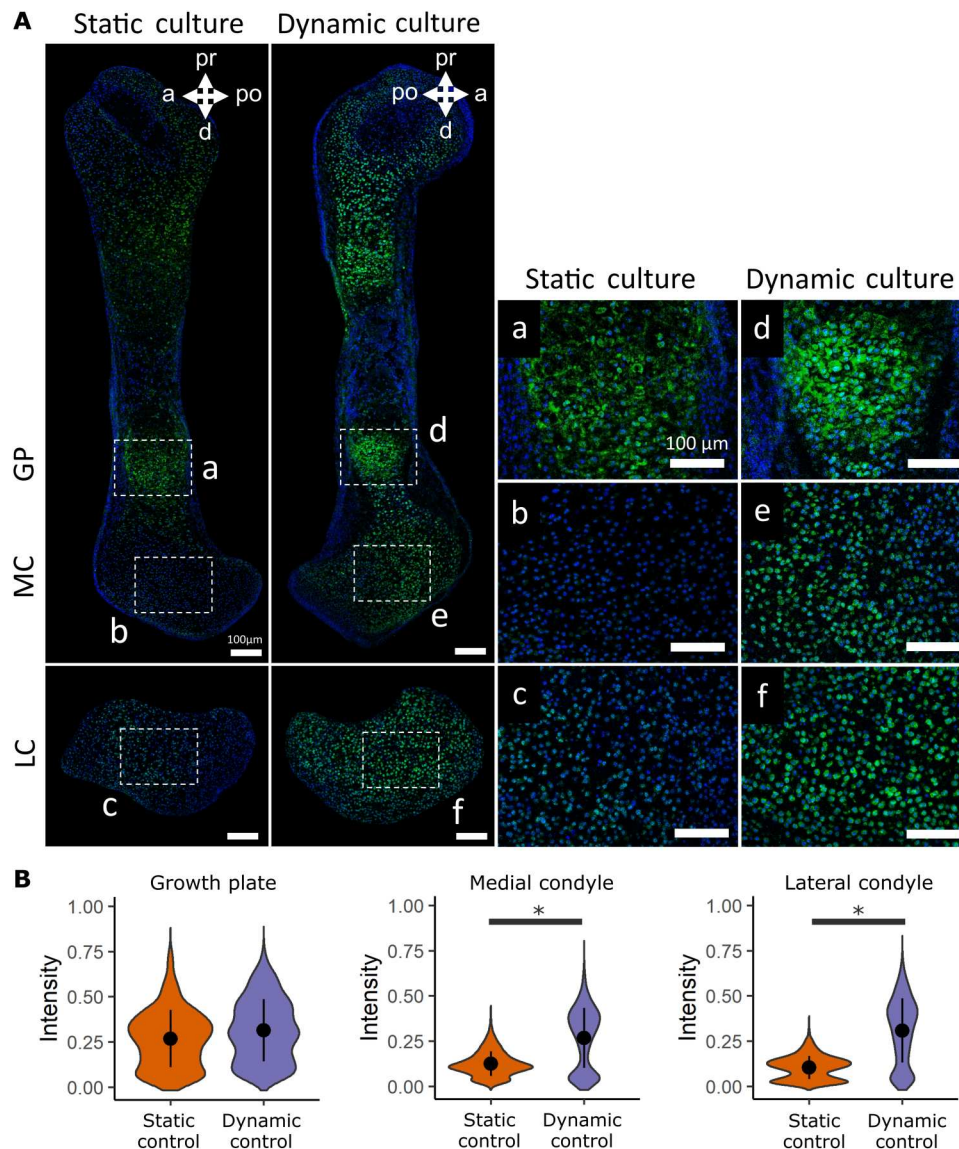 A
Static culture
Dynamic culture
pr
a
po
d
pr
po
a
d
GP
a
d
MC
b
e
100μm
LC
c
f
Static culture
Dynamic culture
a
d
100 μm
b
e
c
f
B
Growth plate
Intensity
1.00
0.75
0.50
0.25
0.00
Static control
Dynamic control
Medial condyle
*
Intensity
1.00
0.75
0.50
0.25
0.00
Static control
Dynamic control
Lateral condyle
*
Intensity
1.00
0.75
0.50
0.25
0.00
Static control
Dynamic control